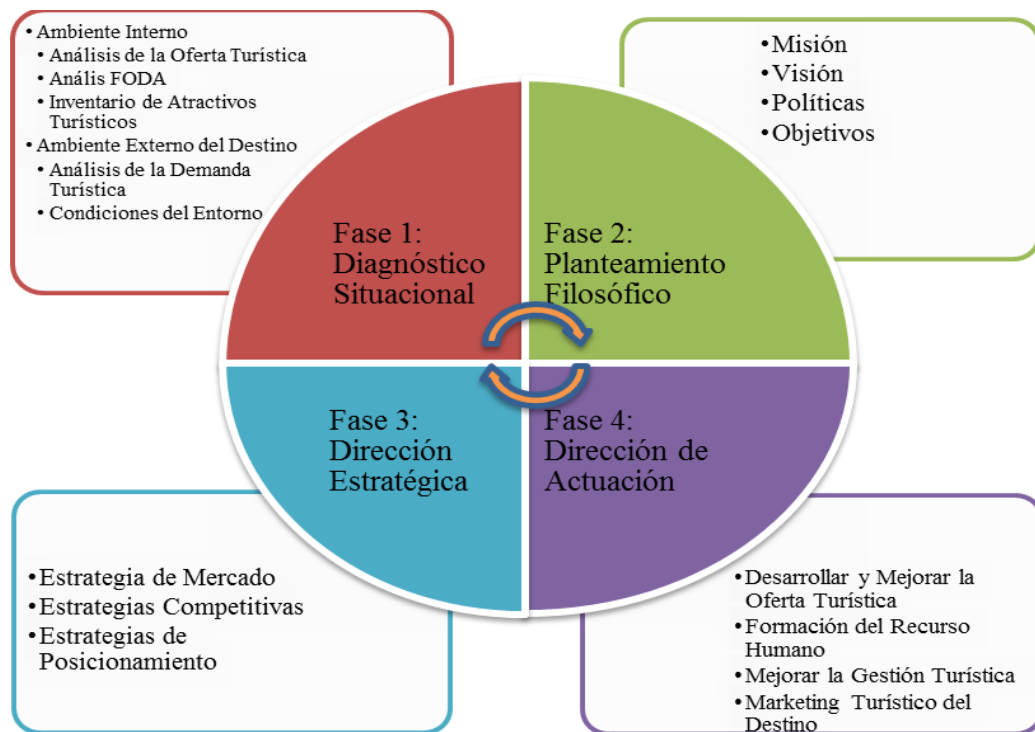 • Ambiente Interno
• Análisis de la Oferta Turística
• Anális FODA
• Inventario de Atractivos
Turísticos
• Ambiente Externo del Destino
• Análisis de la Demanda
Turística
• Condiciones del Entorno
• Misión
• Visión
• Políticas
• Objetivos
Fase 1:
Diagnóstico
Situacional
Fase 2:
Planteamiento
Filosófico
Fase 3:
Dirección
Estratégica
Fase 4:
Dirección de
Actuación
• Estrategia de Mercado
• Estrategias Competitivas
• Estrategias de
Posicionamiento
• Desarrollar y Mejorar la
Oferta Turística
• Formación del Recurso
Humano
• Mejorar la Gestión Turística
• Marketing Turístico del
Destino